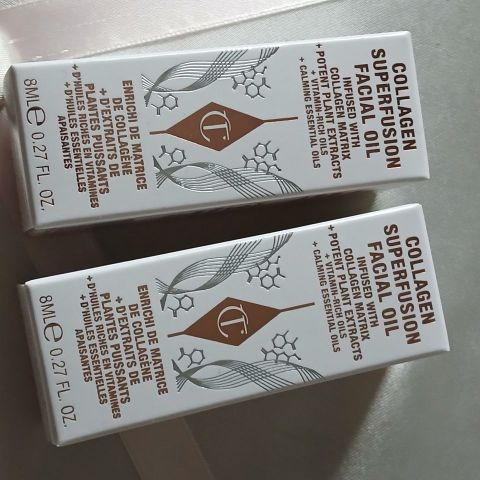 COLLAGEN
SUPERFUSION
FACIAL OIL
INFUSED WITH
COLLAGEN MATRIX
+ POTENT PLANT EXTRACTS
+ VITAMIN-RICH OILS
+ CALMING ESSENTIAL OILS
CT
ENRICHI DE MATRICE
DE COLLAGÈNE
+ D'EXTRAITS DE
PLANTES PUISSANTS
+ D'HUILES RICHES EN VITAMINES
+ D'HUILES ESSENTIELLES
APAISANTES
8MLe 0.27 FL. OZ.
COLLAGEN
SUPERFUSION
FACIAL OIL
INFUSED WITH
COLLAGEN MATRIX
+ POTENT PLANT EXTRACTS
+ VITAMIN-RICH OILS
+ CALMING ESSENTIAL OILS
CT
ENRICHI DE MATRICE
DE COLLAGÈNE
+ D'EXTRAITS DE
PLANTES PUISSANTS
+ D'HUILES RICHES EN VITAMINES
+ D'HUILES ESSENTIELLES
APAISANTES
8MLe 0.27 FL. OZ.